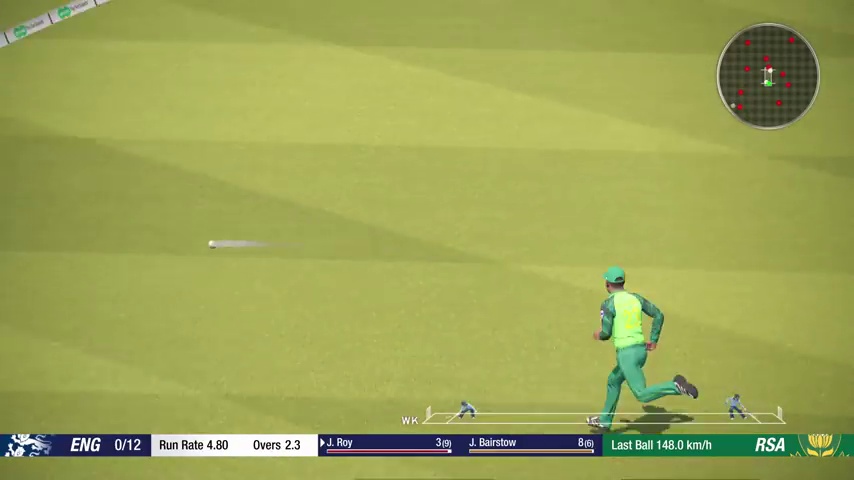 WK
ENG 0/12 Run Rate 4.80 Overs 2.3 J. Roy 3(9) J. Bairstow 8(6) Last Ball 148.0 km/h RSA